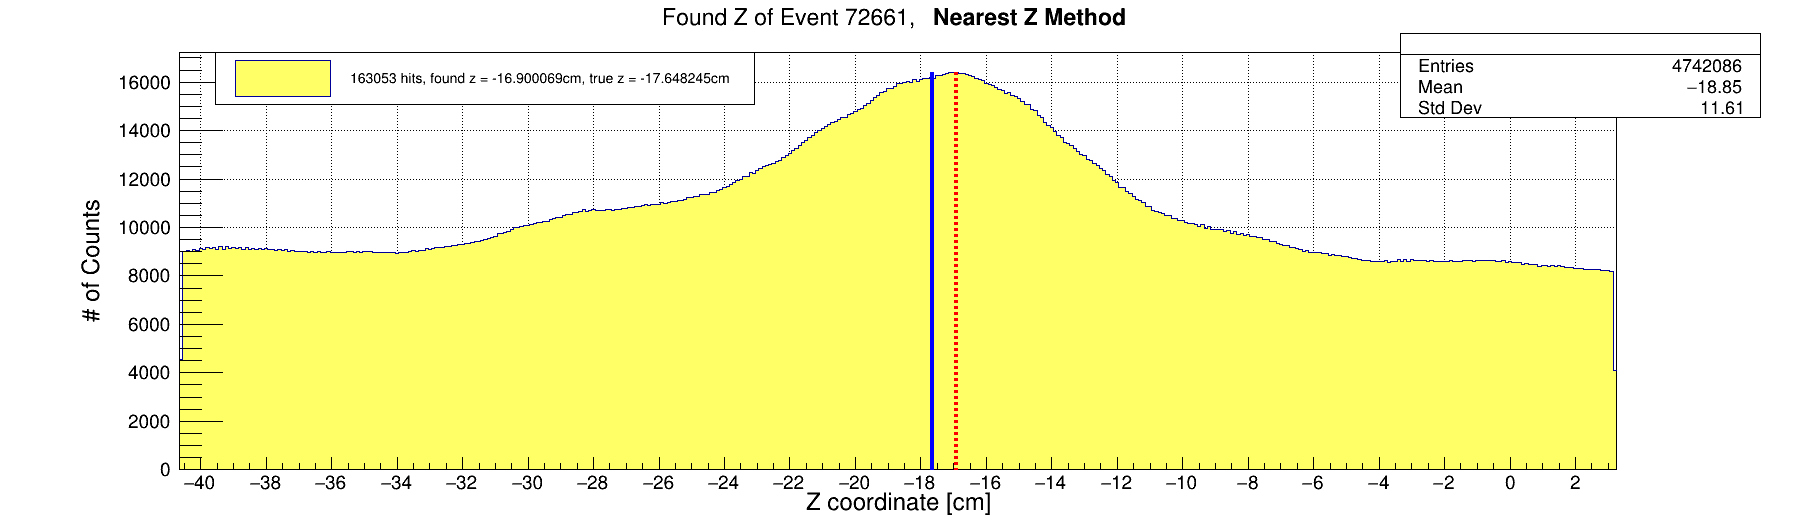 Found Z of Event 72661, Nearest Z Method
163053 hits, found z = -16.900069cm, true z = -17.648245cm
Entries 4742086
Mean −18.85
Std Dev 11.61
# of Counts
16000
14000
12000
10000
8000
6000
4000
2000
0
−40 −38 −36 −34 −32 −30 −28 −26 −24 −22 −20 −18 −16 −14 −12 −10 −8 −6 −4 −2 0 2
Z coordinate [cm]